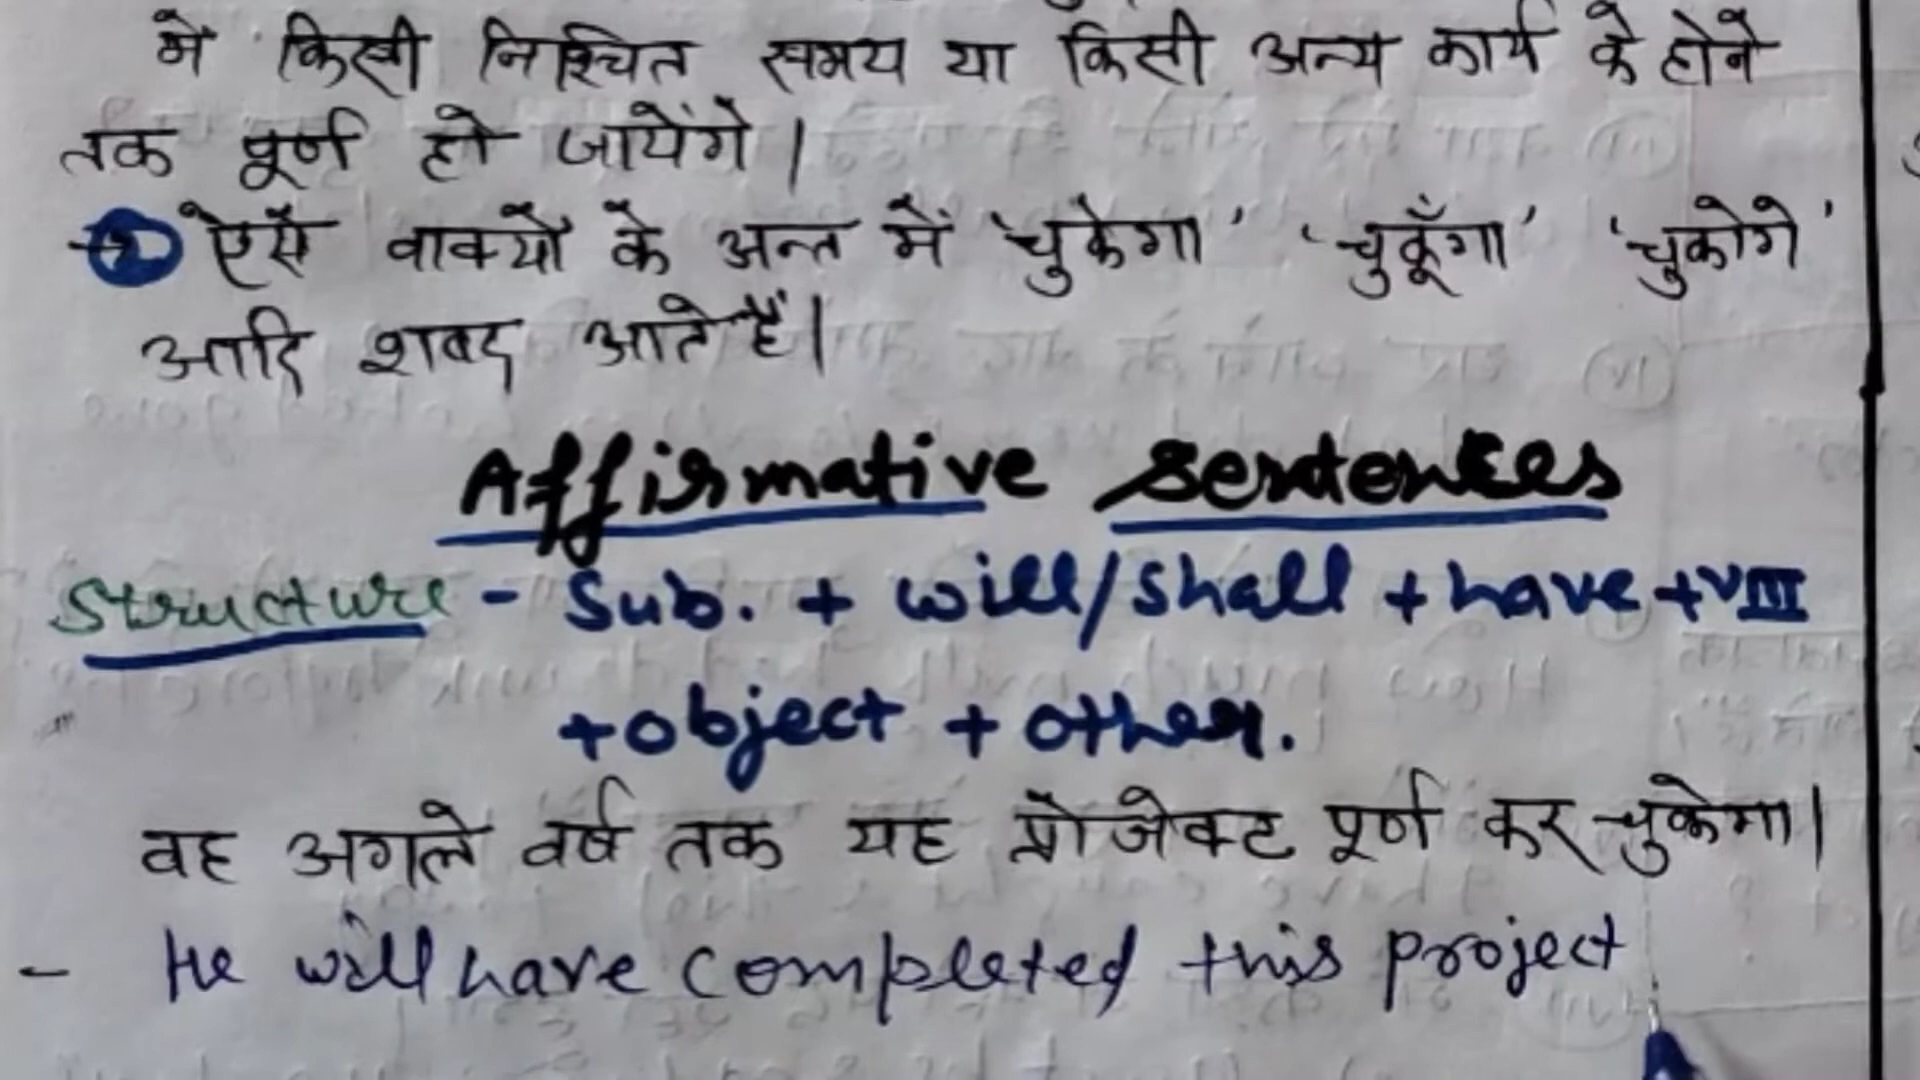 में किसी निश्चित समय या किसी अन्य कार्य के होने
तक पूर्ण हो जायेंगे।
ऐसे वाक्यों के अन्त में 'चुकेगा' 'चुकूँगा' 'चुकोगे'
आदि शब्द आते हैं।
Affirmative Sentences
Structure - Sub. + will/shall + have + VIII
+ object + other.
वह अगले वर्ष तक यह प्रोजेक्ट पूर्ण कर चुकेगा।
- He will have completed this project